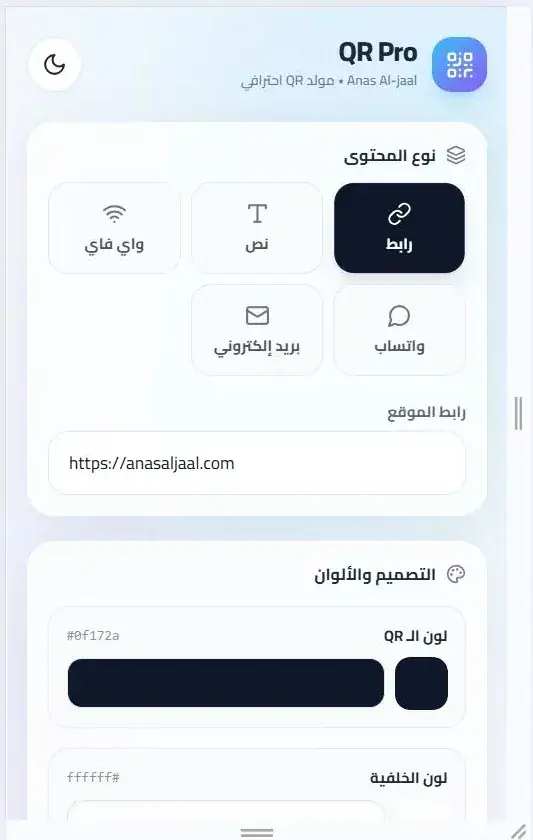 QR Pro
Anas Al-jaal • مولد QR احترافي
نوع المحتوى
رابط
نص
واي فاي
واتساب
بريد إلكتروني
رابط الموقع
https://anasaljaal.com
التصميم والألوان
لون الـ QR
#0f172a
لون الخلفية
ffffff#